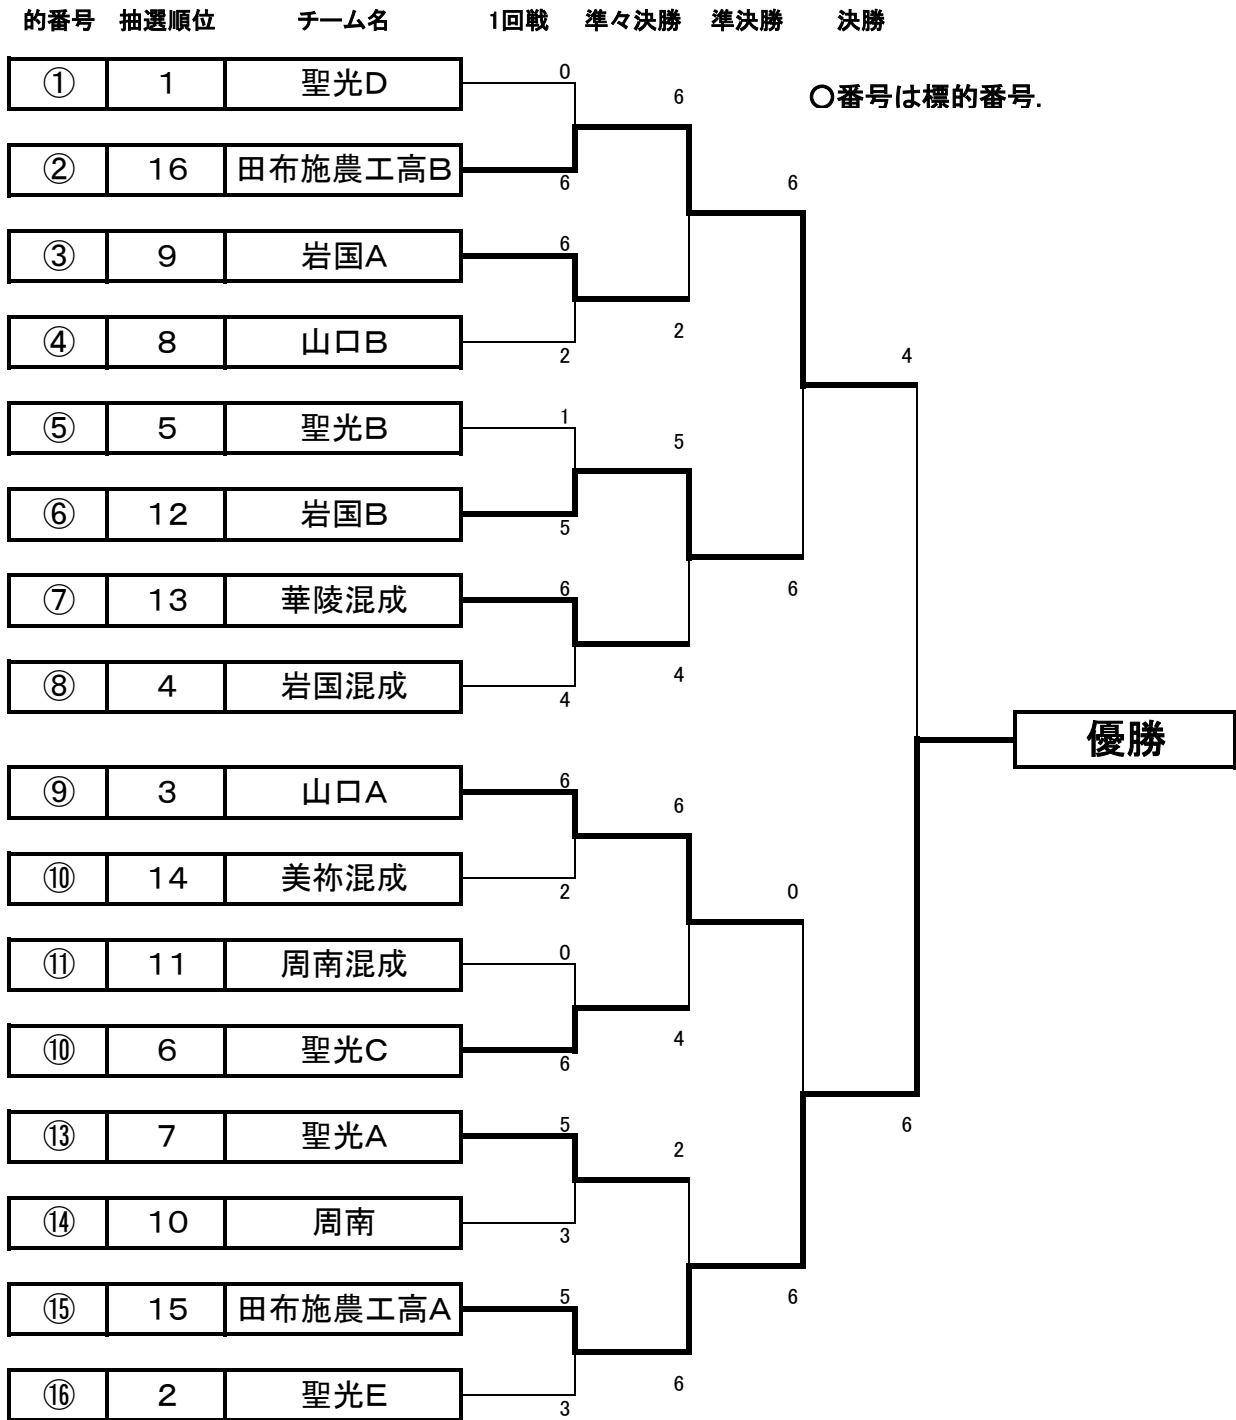 的番号 抽選順位 チーム名 1回戦 準々決勝 準決勝 決勝
① 1 聖光D 0
6 〇番号は標的番号.
② 16 田布施農工高B 6
6
③ 9 岩国A 6
2
④ 8 山口B 2
4
⑤ 5 聖光B 1
5
⑥ 12 岩国B 5
⑦ 13 華陵混成 6
6
⑧ 4 岩国混成 4
4
優勝
⑨ 3 山口A 6
6
⑩ 14 美祢混成 2
0
⑪ 11 周南混成 0
4
⑩ 6 聖光C 6
⑬ 7 聖光A 5
6
2
⑭ 10 周南 3
⑮ 15 田布施農工高A 5
6
6
⑯ 2 聖光E 3